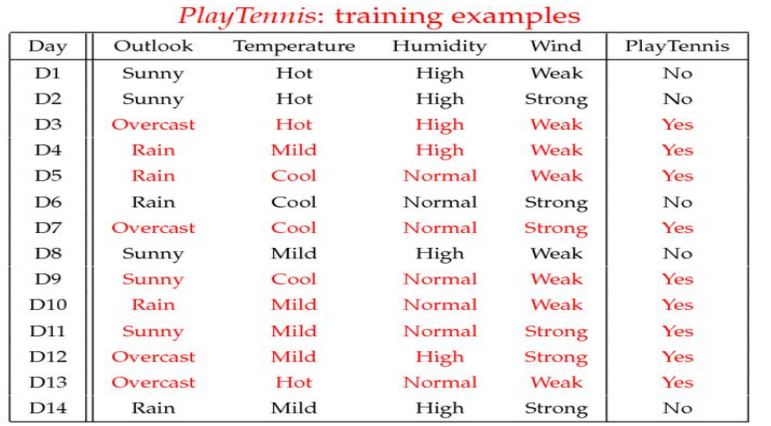 PlayTennis: training examples
Day Outlook Temperature Humidity Wind PlayTennis
D1 Sunny Hot High Weak No
D2 Sunny Hot High Strong No
D3 Overcast Hot High Weak Yes
D4 Rain Mild High Weak Yes
D5 Rain Cool Normal Weak Yes
D6 Rain Cool Normal Strong No
D7 Overcast Cool Normal Strong Yes
D8 Sunny Mild High Weak No
D9 Sunny Cool Normal Weak Yes
D10 Rain Mild Normal Weak Yes
D11 Sunny Mild Normal Strong Yes
D12 Overcast Mild High Strong Yes
D13 Overcast Hot Normal Weak Yes
D14 Rain Mild High Strong No